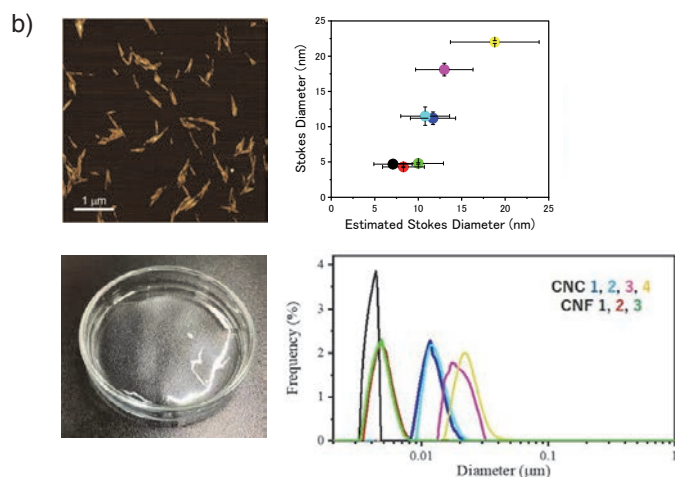 b)
1 μm
Stokes Diameter (nm)
25
20
15
10
5
0
0 5 10 15 20 25
Estimated Stokes Diameter (nm)
Frequency (%)
4
3
2
1
0
CNC 1, 2, 3, 4
CNF 1, 2, 3
0.01 0.1 1
Diameter (μm)